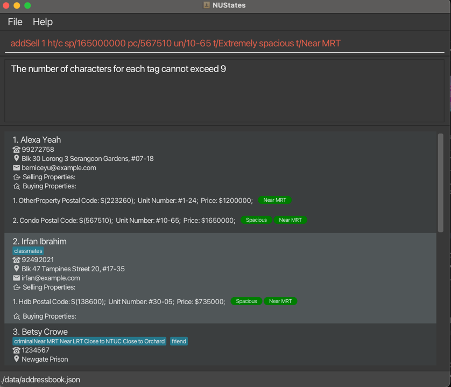 NUStates
File Help
addSell 1 ht/c sp/165000000 pc/567510 un/10-65 t/Extremely spacious t/Near MRT
The number of characters for each tag cannot exceed 9
1. Alexa Yeah
99272758
Blk 30 Lorong 3 Serangoon Gardens, #07-18
berniceyu@example.com
Selling Properties:
Buying Properties:
1. OtherProperty Postal Code: S(223260); Unit Number: #1-24; Price: $1200000; Near MRT
2. Condo Postal Code: S(567510); Unit Number: #10-65; Price: $1650000; Spacious Near MRT
2. Irfan Ibrahim
classmates
92492021
Blk 47 Tampines Street 20, #17-35
irfan@example.com
Selling Properties:
1. Hdb Postal Code: S(138600); Unit Number: #30-05; Price: $735000; Spacious Near MRT
Buying Properties:
3. Betsy Crowe
criminalNear MRT Near LRT Close to NTUC Close to Orchard friend
1234567
Newgate Prison
/data/addressbook.json